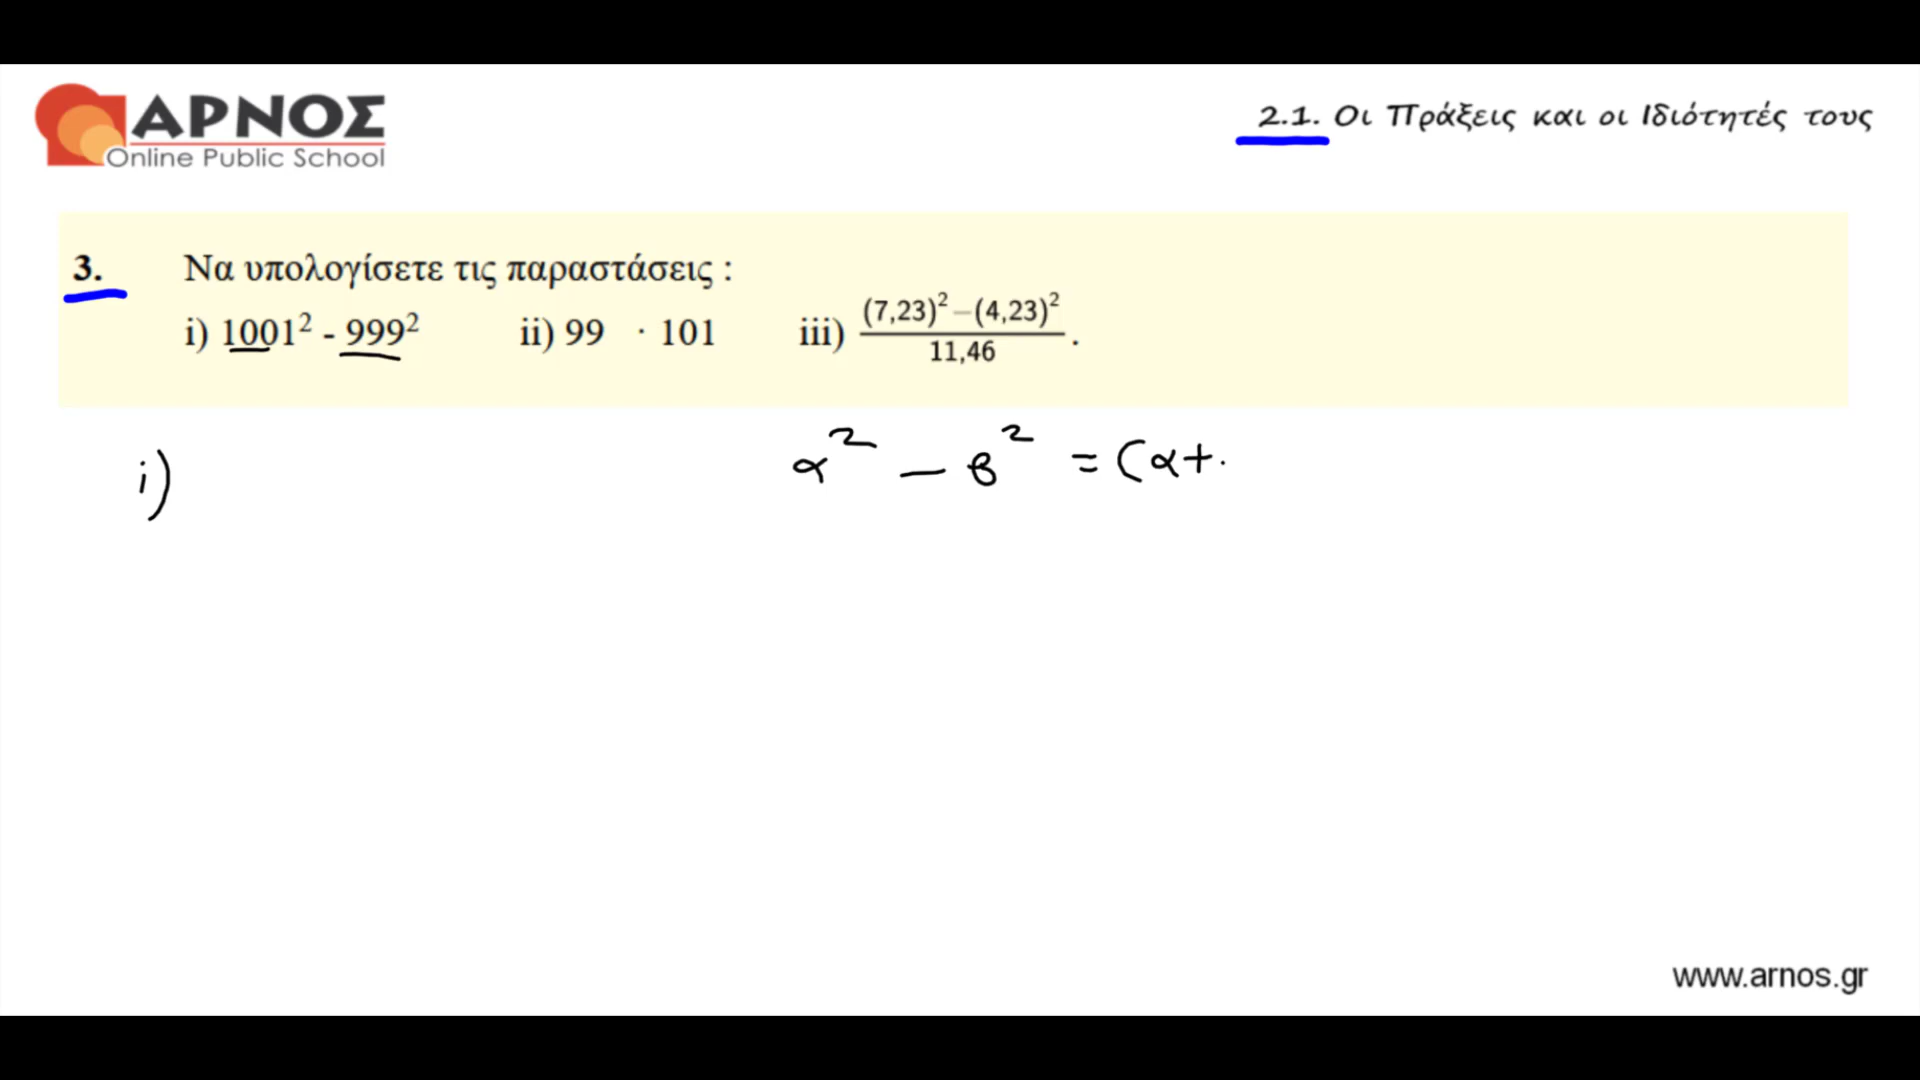 ΑΡΝΟΣ
Online Public School
2.1. Οι Πράξεις και οι Ιδιότητές τους
3. Να υπολογίσετε τις παραστάσεις :
i) 1001² - 999² ii) 99 · 101 iii) (7,23)² – (4,23)² / 11,46 .
i) α² – β² = (α+.
www.arnos.gr